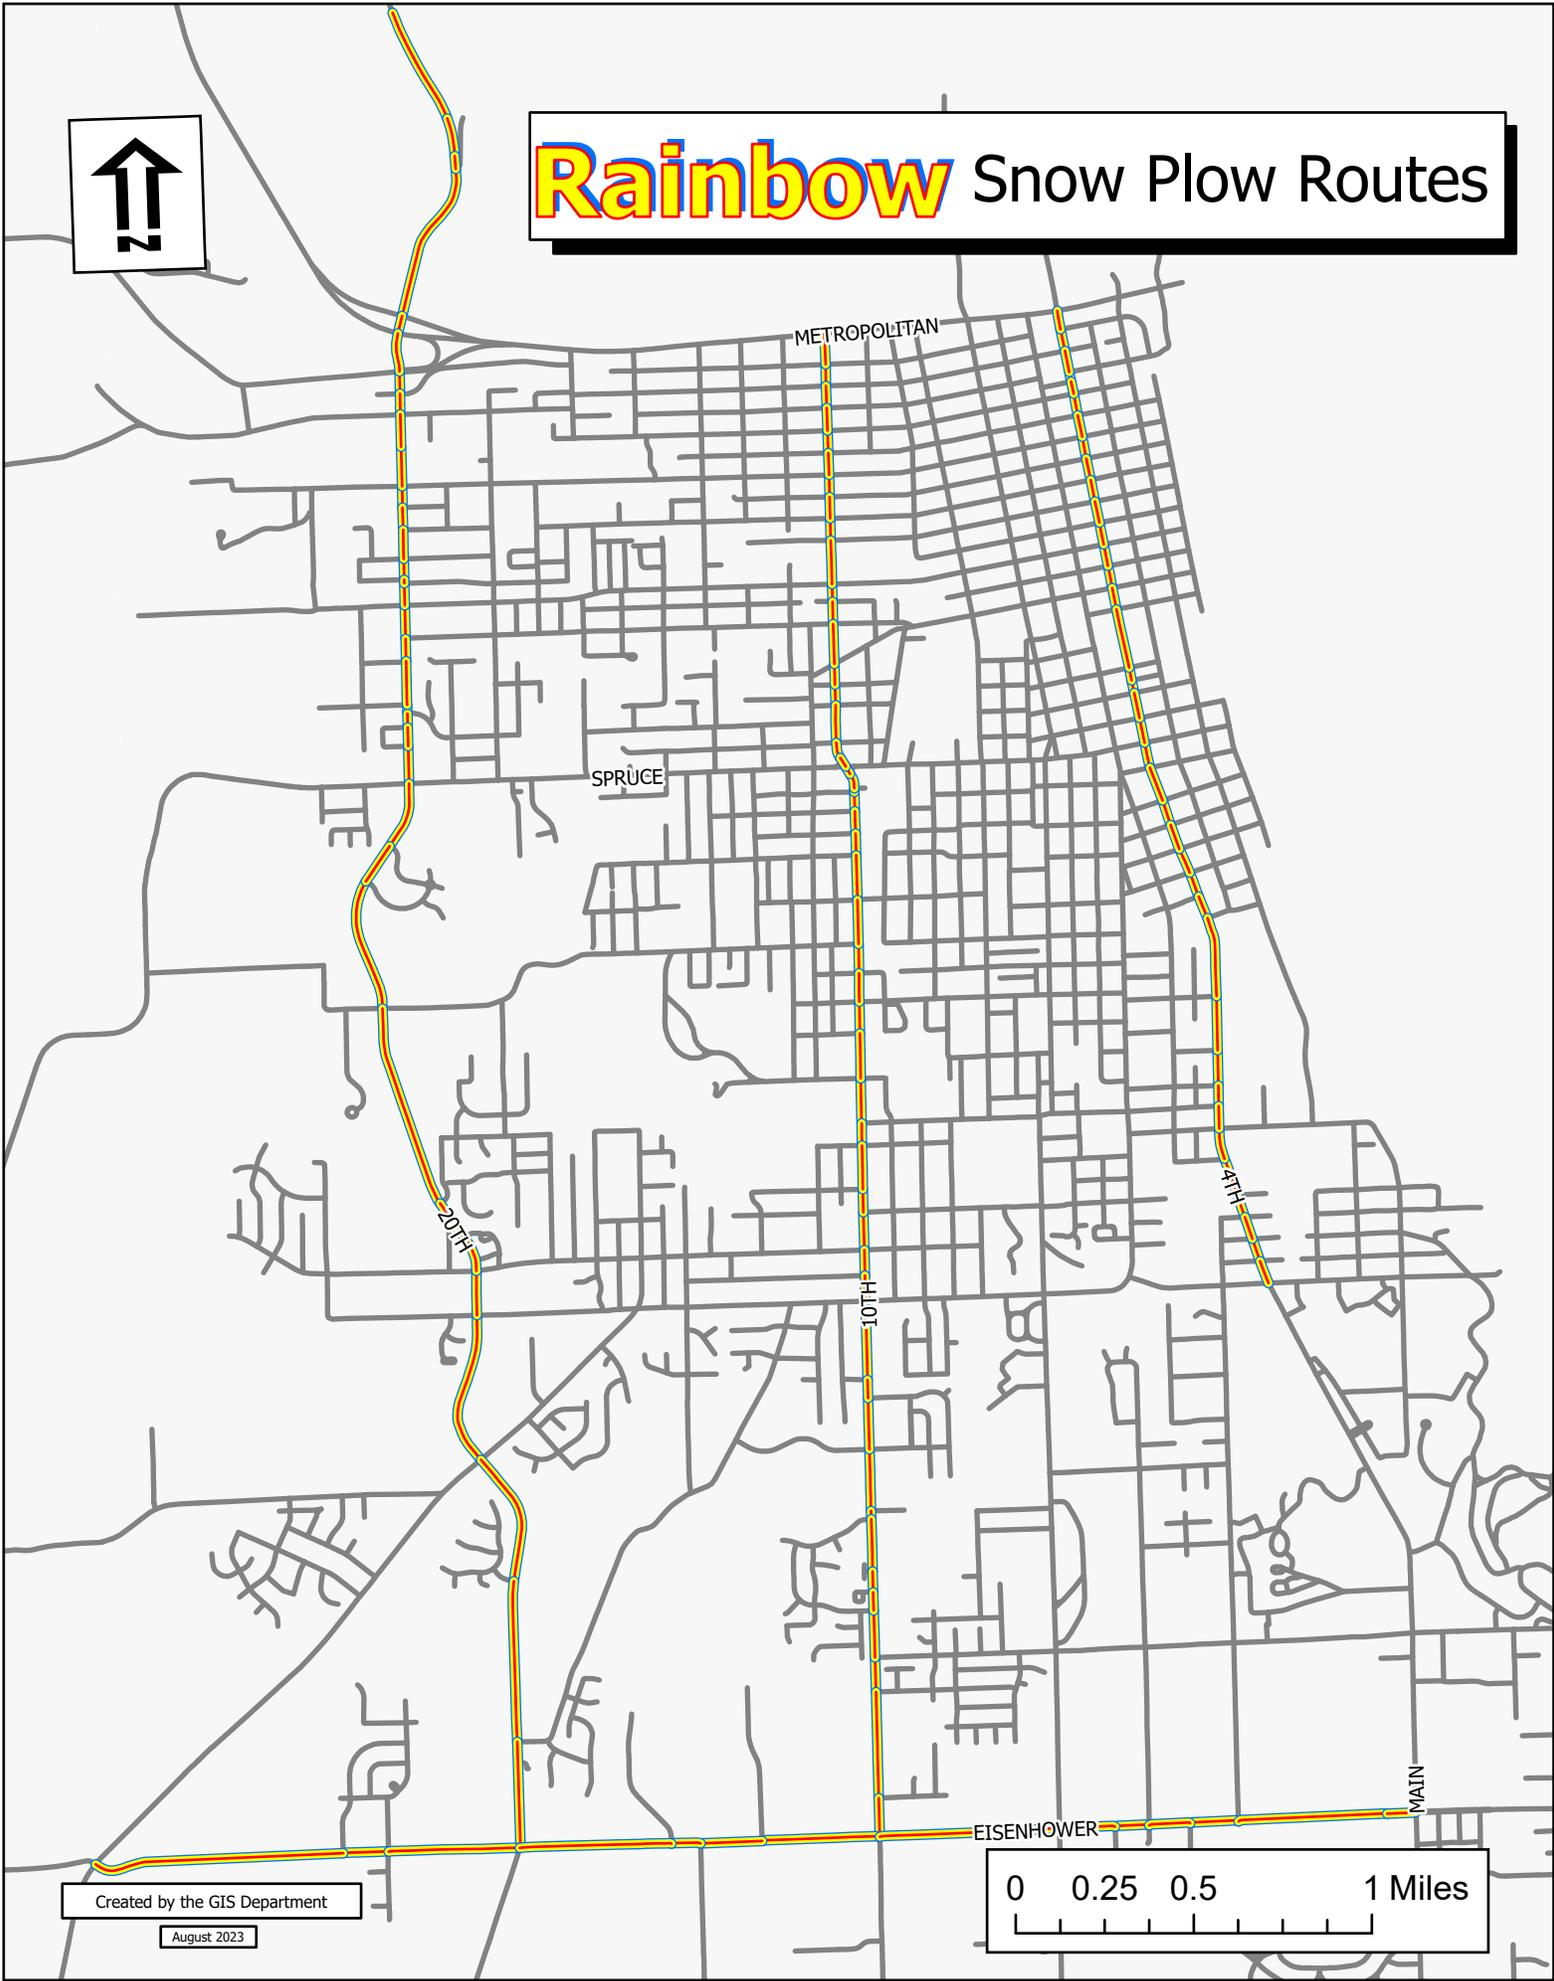 N
Rainbow Snow Plow Routes
METROPOLITAN
SPRUCE
20TH
4TH
10TH
MAIN
EISENHOWER
0 0.25 0.5 1 Miles
Created by the GIS Department
August 2023